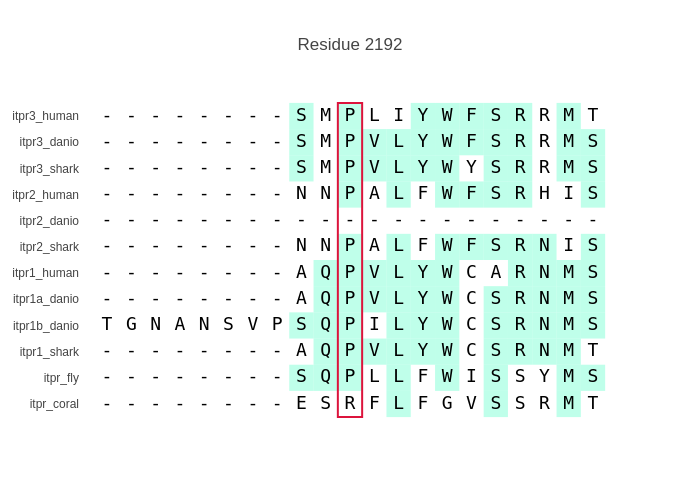 Residue 2192
itpr3_human - - - - - - - - S M P L I Y W F S R R M T
itpr3_danio - - - - - - - - S M P V L Y W F S R R M S
itpr3_shark - - - - - - - - S M P V L Y W Y S R R M S
itpr2_human - - - - - - - - N N P A L F W F S R H I S
itpr2_danio - - - - - - - - - - - - - - - - - - - - -
itpr2_shark - - - - - - - - N N P A L F W F S R N I S
itpr1_human - - - - - - - - A Q P V L Y W C A R N M S
itpr1a_danio - - - - - - - - A Q P V L Y W C S R N M S
itpr1b_danio T G N A N S V P S Q P I L Y W C S R N M S
itpr1_shark - - - - - - - - A Q P V L Y W C S R N M T
itpr_fly - - - - - - - - S Q P L L F W I S S Y M S
itpr_coral - - - - - - - - E S R F L F G V S S R M T